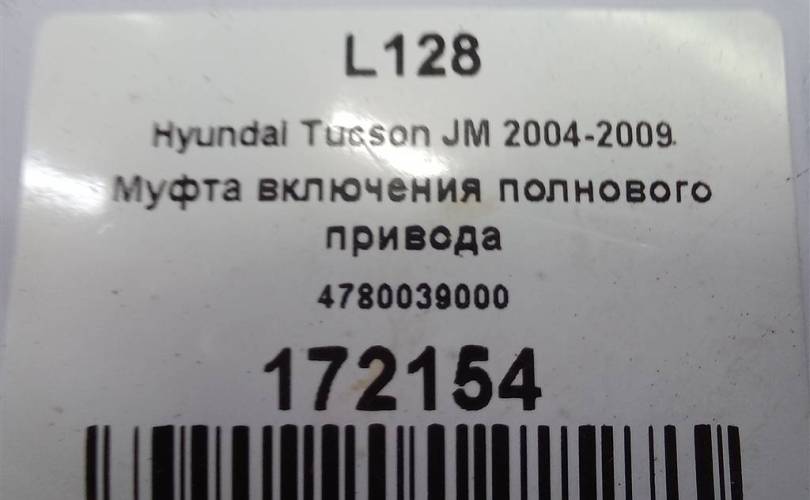 L128
Hyundai Tucson JM 2004-2009.
Муфта включения полнового
привода
4780039000
172154